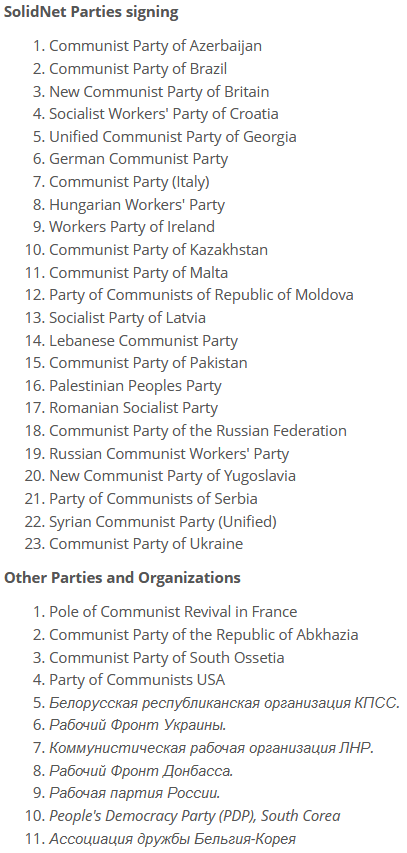 SolidNet Parties signing
1. Communist Party of Azerbaijan
2. Communist Party of Brazil
3. New Communist Party of Britain
4. Socialist Workers' Party of Croatia
5. Unified Communist Party of Georgia
6. German Communist Party
7. Communist Party (Italy)
8. Hungarian Workers' Party
9. Workers Party of Ireland
10. Communist Party of Kazakhstan
11. Communist Party of Malta
12. Party of Communists of Republic of Moldova
13. Socialist Party of Latvia
14. Lebanese Communist Party
15. Communist Party of Pakistan
16. Palestinian Peoples Party
17. Romanian Socialist Party
18. Communist Party of the Russian Federation
19. Russian Communist Workers' Party
20. New Communist Party of Yugoslavia
21. Party of Communists of Serbia
22. Syrian Communist Party (Unified)
23. Communist Party of Ukraine
Other Parties and Organizations
1. Pole of Communist Revival in France
2. Communist Party of the Republic of Abkhazia
3. Communist Party of South Ossetia
4. Party of Communists USA
5. Белорусская республиканская организация КПСС.
6. Рабочий Фронт Украины.
7. Коммунистическая рабочая организация ЛНР.
8. Рабочий Фронт Донбасса.
9. Рабочая партия России.
10. People's Democracy Party (PDP), South Corea
11. Ассоциация дружбы Бельгия-Корея